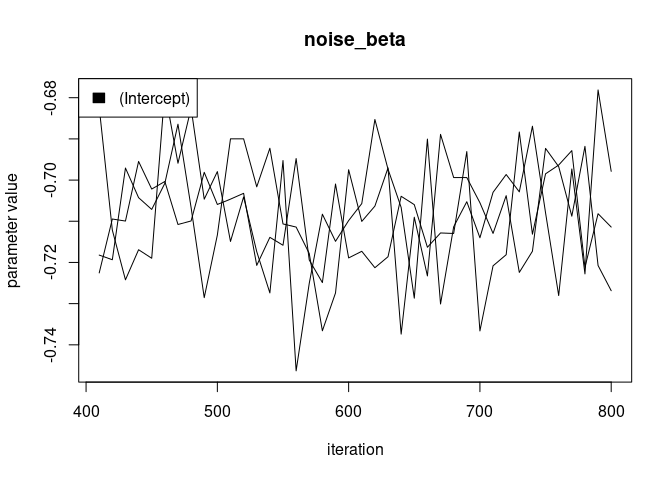 noise_beta
(Intercept)
parameter value
-0.68
-0.70
-0.72
-0.74
400 500 600 700 800
iteration